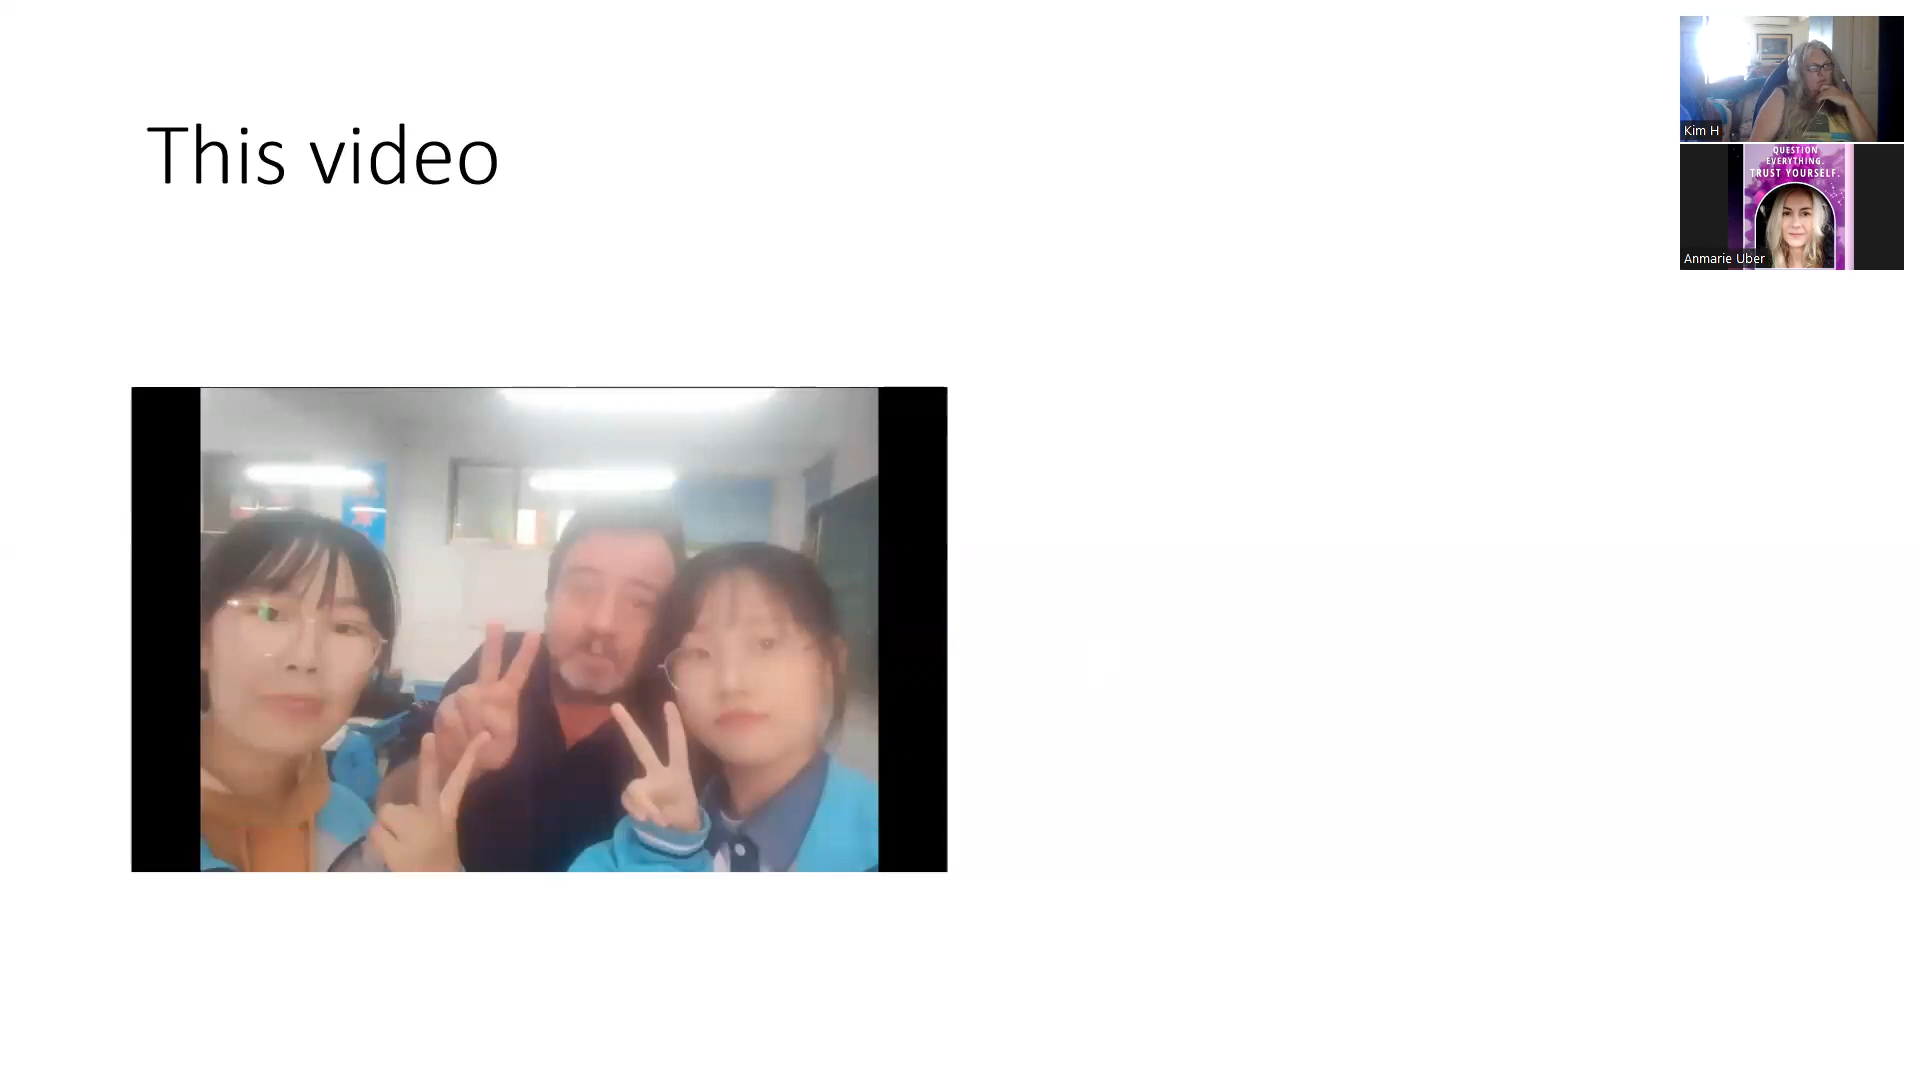 This video
Kim H
QUESTION
EVERYTHING.
TRUST YOURSELF.
Anmarie Uber